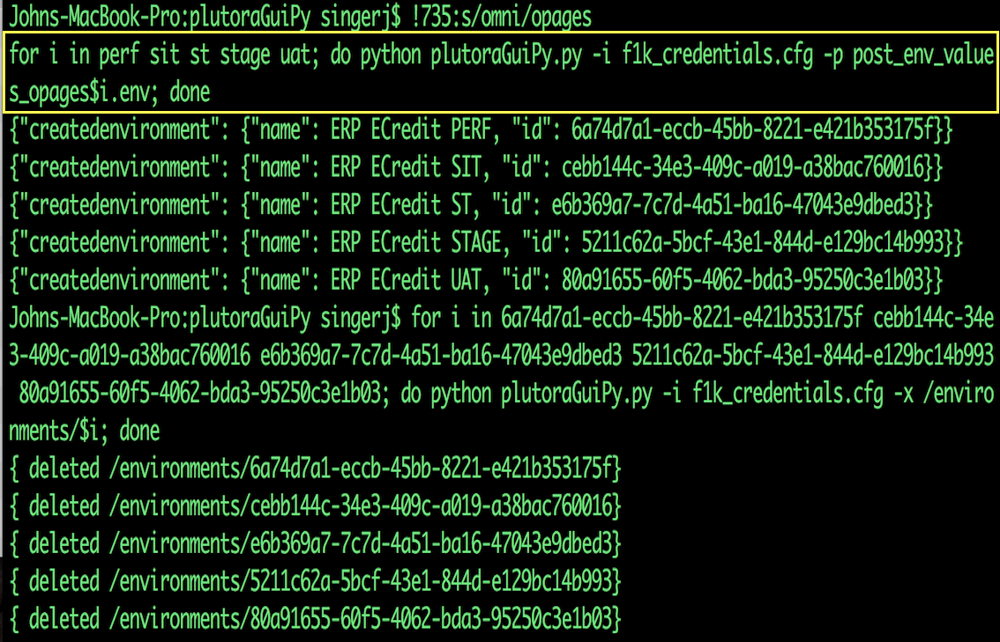 Johns-MacBook-Pro:plutoraGuiPy singerj$ !735:s/omni/opages
for i in perf sit st stage uat; do python plutoraGuiPy.py -i f1k_credentials.cfg -p post_env_value
s_opages$i.env; done
{"createdenvironment": {"name": ERP ECredit PERF, "id": 6a74d7a1-eccb-45bb-8221-e421b353175f}}
{"createdenvironment": {"name": ERP ECredit SIT, "id": cebb144c-34e3-409c-a019-a38bac760016}}
{"createdenvironment": {"name": ERP ECredit ST, "id": e6b369a7-7c7d-4a51-ba16-47043e9dbed3}}
{"createdenvironment": {"name": ERP ECredit STAGE, "id": 5211c62a-5bcf-43e1-844d-e129bc14b993}}
{"createdenvironment": {"name": ERP ECredit UAT, "id": 80a91655-60f5-4062-bda3-95250c3e1b03}}
Johns-MacBook-Pro:plutoraGuiPy singerj$ for i in 6a74d7a1-eccb-45bb-8221-e421b353175f cebb144c-34e
3-409c-a019-a38bac760016 e6b369a7-7c7d-4a51-ba16-47043e9dbed3 5211c62a-5bcf-43e1-844d-e129bc14b993
 80a91655-60f5-4062-bda3-95250c3e1b03; do python plutoraGuiPy.py -i f1k_credentials.cfg -x /enviro
nments/$i; done
{ deleted /environments/6a74d7a1-eccb-45bb-8221-e421b353175f}
{ deleted /environments/cebb144c-34e3-409c-a019-a38bac760016}
{ deleted /environments/e6b369a7-7c7d-4a51-ba16-47043e9dbed3}
{ deleted /environments/5211c62a-5bcf-43e1-844d-e129bc14b993}
{ deleted /environments/80a91655-60f5-4062-bda3-95250c3e1b03}